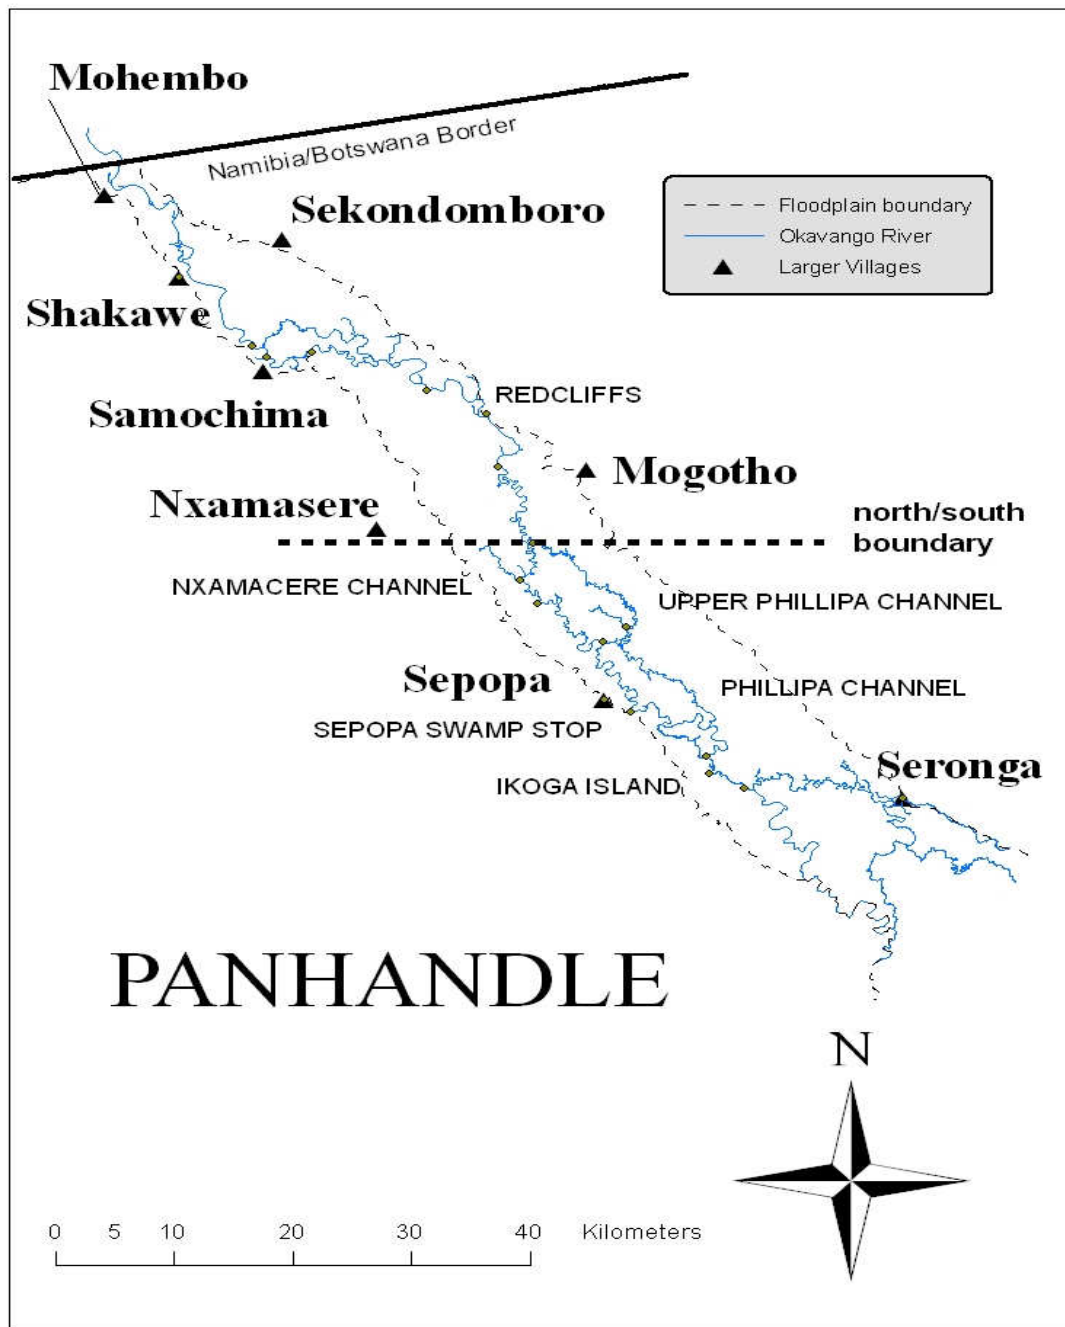 Mohembo
Namibia/Botswana Border
Sekondomboro
Floodplain boundary
Okavango River
Larger Villages
Shakawe
REDCLIFFS
Samochima
Mogotho
Nxamasere
north/south
boundary
NXAMACERE CHANNEL
UPPER PHILLIPA CHANNEL
Sepopa
PHILLIPA CHANNEL
SEPOPA SWAMP STOP
Seronga
IKOGA ISLAND
PANHANDLE
N
0 5 10 20 30 40 Kilometers